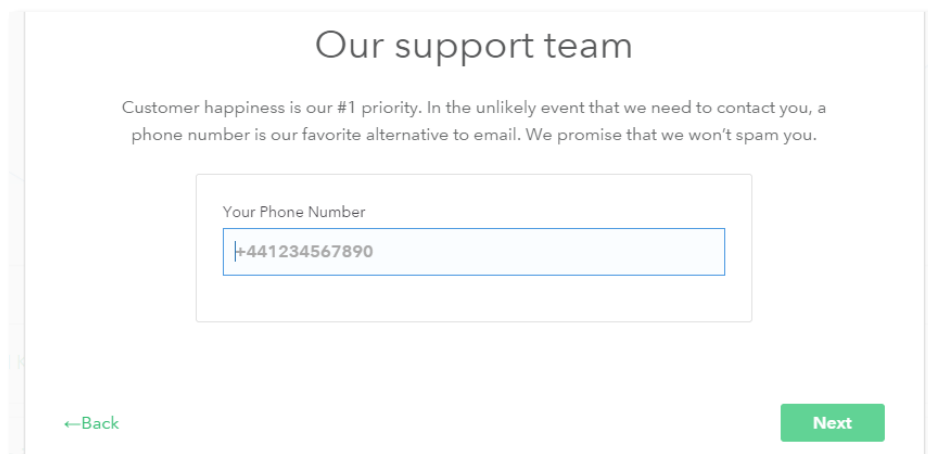 Our support team
Customer happiness is our #1 priority. In the unlikely event that we need to contact you, a
phone number is our favorite alternative to email. We promise that we won't spam you.
Your Phone Number
+441234567890
←Back
Next